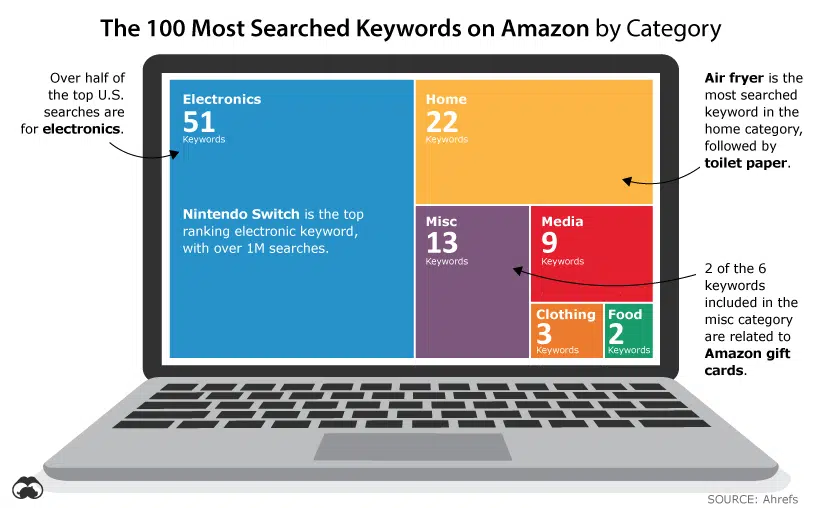 The 100 Most Searched Keywords on Amazon by Category
Over half of
the top U.S.
searches are
for electronics.
Electronics
51
Keywords
Nintendo Switch is the top
ranking electronic keyword,
with over 1M searches.
Home
22
Keywords
Air fryer is the
most searched
keyword in the
home category,
followed by
toilet paper.
Misc
13
Keywords
Media
9
Keywords
2 of the 6
keywords
included in the
misc category
are related to
Amazon gift
cards.
Clothing
3
Keywords
Food
2
Keywords
SOURCE: Ahrefs